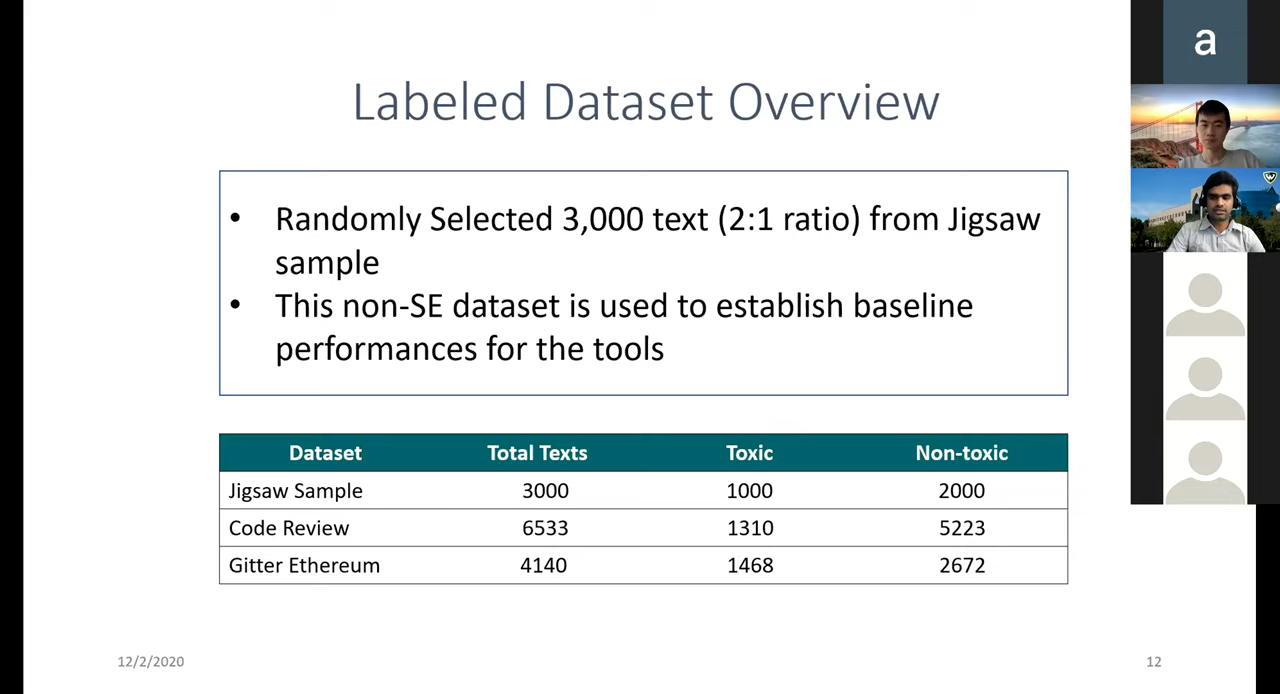 Labeled Dataset Overview
• Randomly Selected 3,000 text (2:1 ratio) from Jigsaw
sample
• This non-SE dataset is used to establish baseline
performances for the tools
Dataset Total Texts Toxic Non-toxic
Jigsaw Sample 3000 1000 2000
Code Review 6533 1310 5223
Gitter Ethereum 4140 1468 2672
12/2/2020 12
a